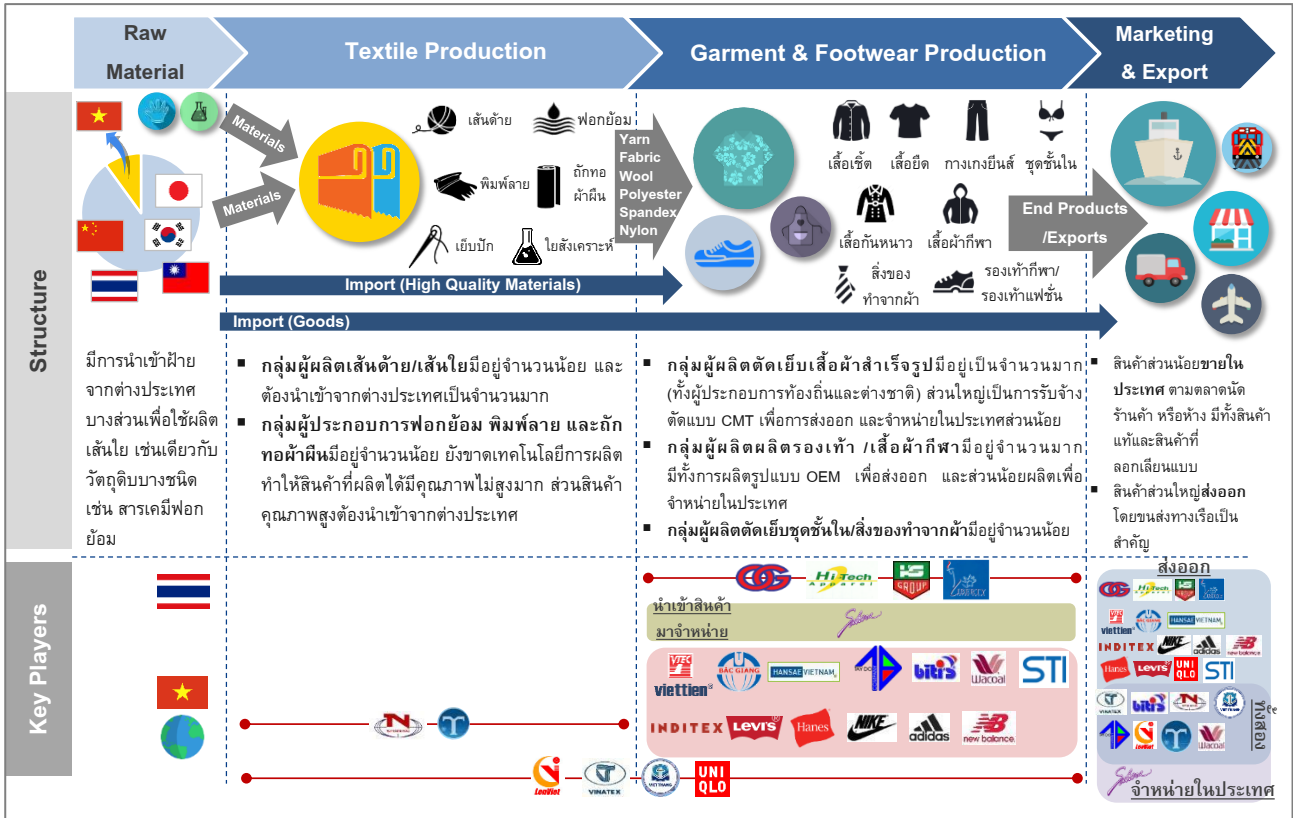 Raw
Material
Textile Production
Garment & Footwear Production
Marketing
& Export
Structure
Materials
Materials
เส้นด้าย
ฟอกย้อม
พิมพ์ลาย
ถักทอ
ผ้าผืน
เย็บปัก
ใยสังเคราะห์
Yarn
Fabric
Wool
Polyester
Spandex
Nylon
เสื้อเชิ้ต
เสื้อยืด
กางเกงยีนส์
ชุดชั้นใน
เสื้อกันหนาว
เสื้อผ้ากีฬา
สิ่งของ
ทำจากผ้า
รองเท้ากีฬา/
รองเท้าแฟชั่น
End Products
/Exports
Import (High Quality Materials)
Import (Goods)
มีการนำเข้าฝ้าย
จากต่างประเทศ
บางส่วนเพื่อใช้ผลิต
เส้นใย เช่นเดียวกับ
วัตถุดิบบางชนิด
เช่น สารเคมีฟอก
ย้อม
▪ กลุ่มผู้ผลิตเส้นด้าย/เส้นใยมีอยู่จำนวนน้อย และ
ต้องนำเข้าจากต่างประเทศเป็นจำนวนมาก
▪ กลุ่มผู้ประกอบการฟอกย้อม พิมพ์ลาย และถัก
ทอผ้าผืนมีอยู่จำนวนน้อย ยังขาดเทคโนโลยีการผลิต
ทำให้สินค้าที่ผลิตได้มีคุณภาพไม่สูงมาก ส่วนสินค้า
คุณภาพสูงต้องนำเข้าจากต่างประเทศ
▪ กลุ่มผู้ผลิตตัดเย็บเสื้อผ้าสำเร็จรูปมีอยู่เป็นจำนวนมาก
(ทั้งผู้ประกอบการท้องถิ่นและต่างชาติ) ส่วนใหญ่เป็นการรับจ้าง
ตัดแบบ CMT เพื่อการส่งออก และจำหน่ายในประเทศส่วนน้อย
▪ กลุ่มผู้ผลิตผลิตรองเท้า /เสื้อผ้ากีฬามีอยู่จำนวนมาก
มีทั้งการผลิตรูปแบบ OEM เพื่อส่งออก และส่วนน้อยผลิตเพื่อ
จำหน่ายในประเทศ
▪ กลุ่มผู้ผลิตตัดเย็บชุดชั้นใน/สิ่งของทำจากผ้ามีอยู่จำนวนน้อย
▪ สินค้าส่วนน้อยขายใน
ประเทศ ตามตลาดนัด
ร้านค้า หรือห้าง มีทั้งสินค้า
แท้และสินค้าที่
ลอกเลียนแบบ
▪ สินค้าส่วนใหญ่ส่งออก
โดยขนส่งทางเรือเป็น
สำคัญ
Key Players
Hi-Tech
Apparel
HS
GROUP
นำเข้าสินค้า
มาจำหน่าย
Sabina
VTEC
viettien
BẮC GIANG
HANSAE VIETNAM
TAY DO
biti's
Wacoal
STI
INDITEX
LEVI'S
Hanes
NIKE
adidas
new balance
N
LeaViet
VINATEX
VIET THANG
UNI
QLO
ส่งออก
Hi-Tech
Apparel
HS
GROUP
viettien
BẮC GIANG
HANSAE VIETNAM
INDITEX
NIKE
adidas
new balance
Hanes
LEVI'S
UNI
QLO
STI
ทั้งสอง
VINATEX
biti's
N
Wacoal
Sabina
จำหน่ายในประเทศ